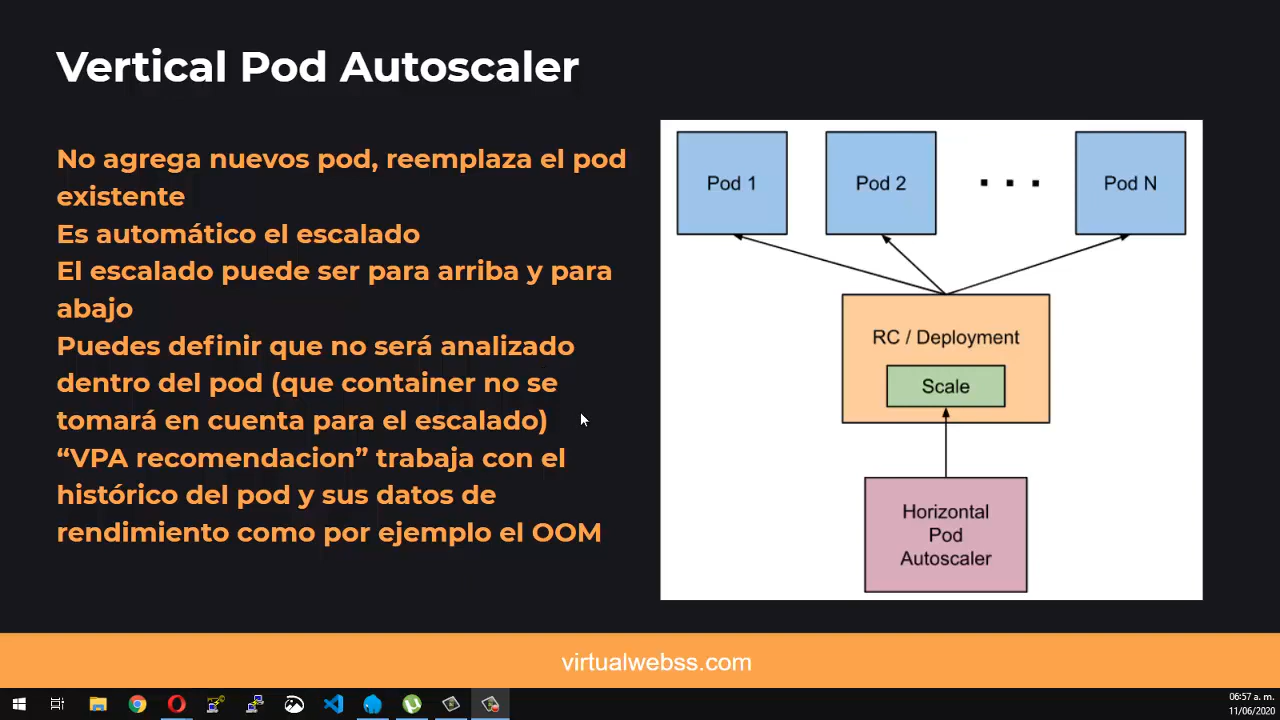 Vertical Pod Autoscaler
No agrega nuevos pod, reemplaza el pod
existente
Es automático el escalado
El escalado puede ser para arriba y para
abajo
Puedes definir que no será analizado
dentro del pod (que container no se
tomará en cuenta para el escalado)
“VPA recomendacion” trabaja con el
histórico del pod y sus datos de
rendimiento como por ejemplo el OOM
Pod 1
Pod 2
Pod N
RC / Deployment
Scale
Horizontal
Pod
Autoscaler
virtualwebss.com
06:57 a. m.
11/06/2020